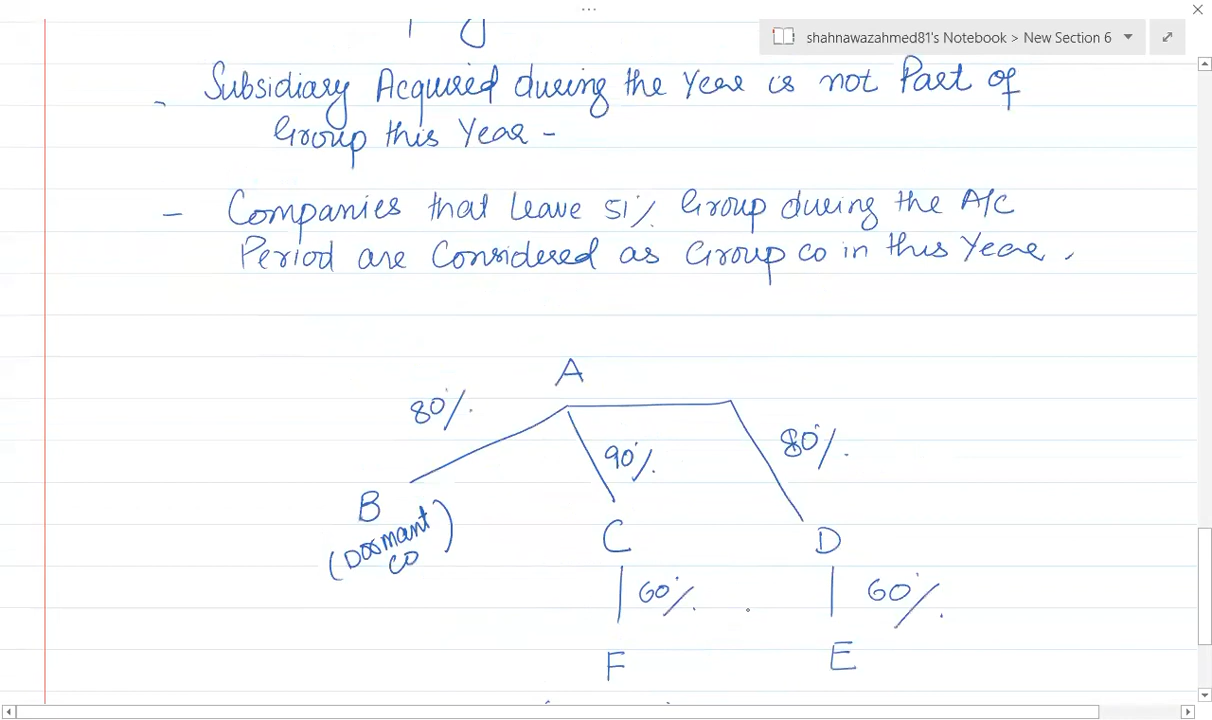 shahnawazahmed81's Notebook > New Section 6
Subsidiary Acquired during the Year is not Part of
Group this Year -
- Companies that leave 51% Group during the A/C
Period are Considered as Group co in this Year.
A
80%
90%
80%
B
(Dormant
co)
C
D
60%
60%
F
E